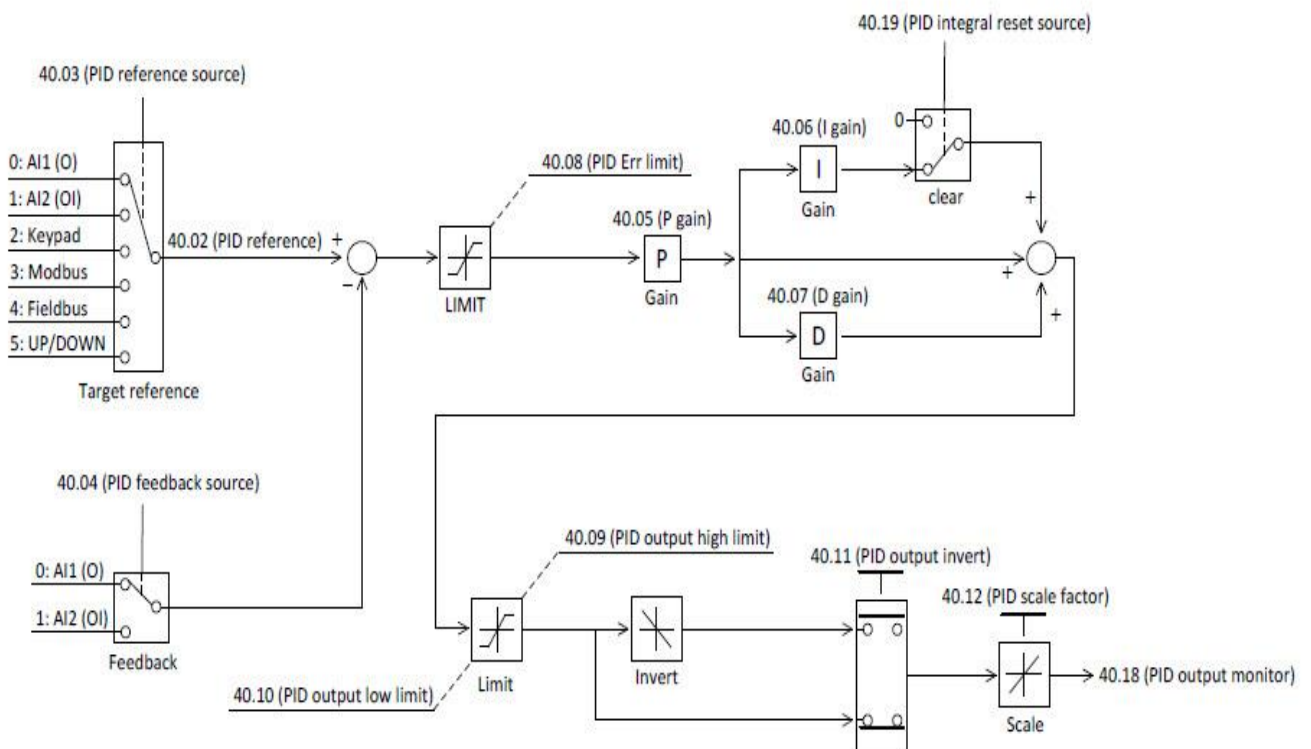 40.19 (PID integral reset source)
40.03 (PID reference source)
0
40.06 (I gain)
I
Gain
clear
+
0: AI1 (O)
1: AI2 (OI)
2: Keypad
3: Modbus
4: Fieldbus
5: UP/DOWN
Target reference
40.02 (PID reference)
+
−
40.08 (PID Err limit)
LIMIT
40.05 (P gain)
P
Gain
+
40.07 (D gain)
D
Gain
+
40.04 (PID feedback source)
0: AI1 (O)
1: AI2 (OI)
Feedback
40.09 (PID output high limit)
40.10 (PID output low limit)
Limit
Invert
40.11 (PID output invert)
40.12 (PID scale factor)
Scale
40.18 (PID output monitor)